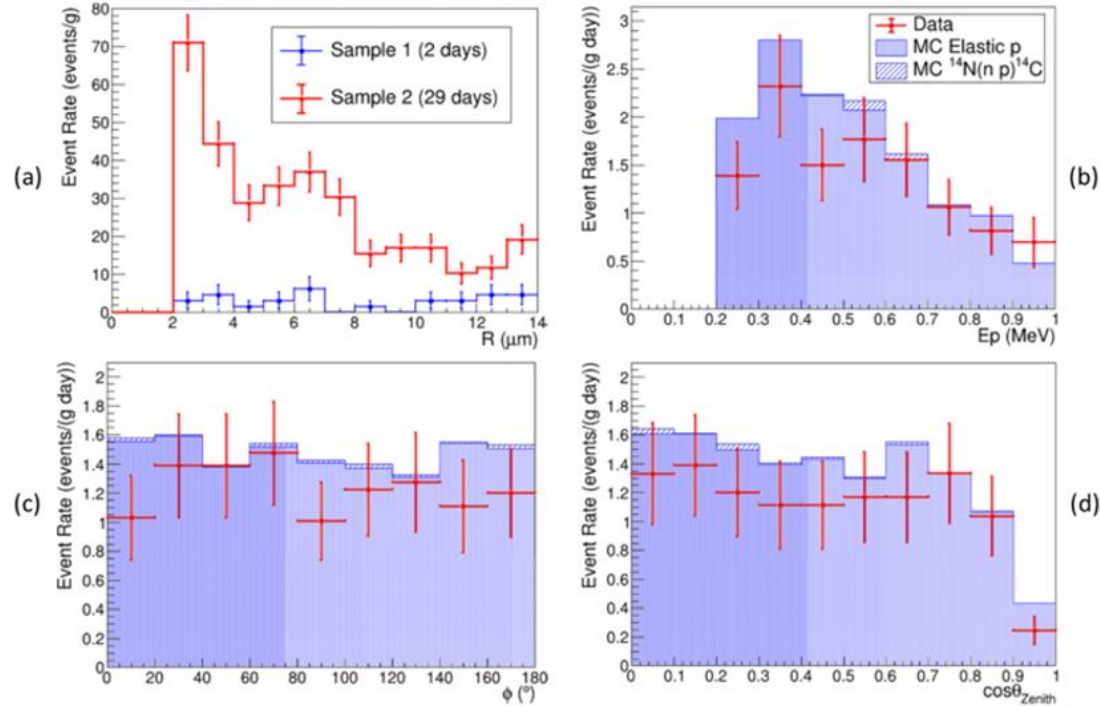 (a)
Event Rate (events/g)
80
70
60
50
40
30
20
10
0
Sample 1 (2 days)
Sample 2 (29 days)
0 2 4 6 8 10 12 14
R (μm)
(b)
Event Rate (events/(g day))
3
2.5
2
1.5
1
0.5
0
Data
MC Elastic p
MC ¹⁴N(n p)¹⁴C
0 0.1 0.2 0.3 0.4 0.5 0.6 0.7 0.8 0.9 1
Ep (MeV)
(c)
Event Rate (events/(g day))
2
1.8
1.6
1.4
1.2
1
0.8
0.6
0.4
0.2
0
0 20 40 60 80 100 120 140 160 180
ϕ (°)
(d)
Event Rate (events/(g day))
2
1.8
1.6
1.4
1.2
1
0.8
0.6
0.4
0.2
0
0 0.1 0.2 0.3 0.4 0.5 0.6 0.7 0.8 0.9 1
cosθ_Zenith